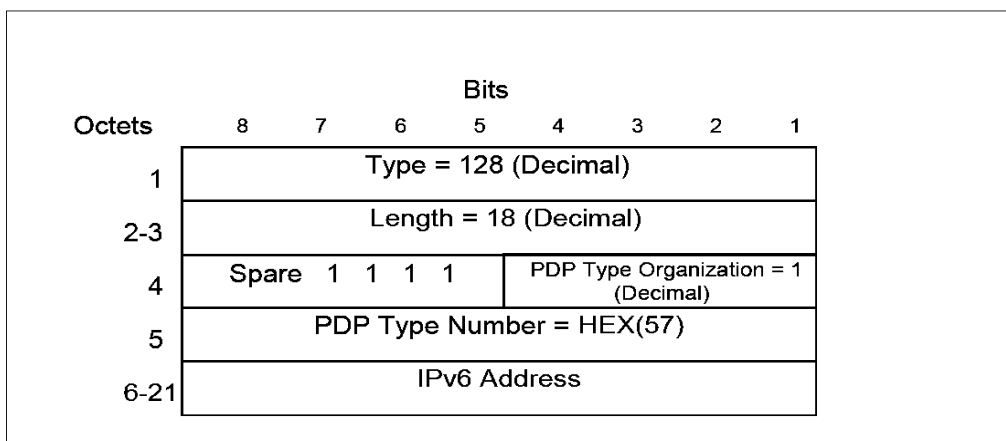 Bits
Octets 8 7 6 5 4 3 2 1
1 Type = 128 (Decimal)
2-3 Length = 18 (Decimal)
4 Spare 1 1 1 1 PDP Type Organization = 1
(Decimal)
5 PDP Type Number = HEX(57)
6-21 IPv6 Address